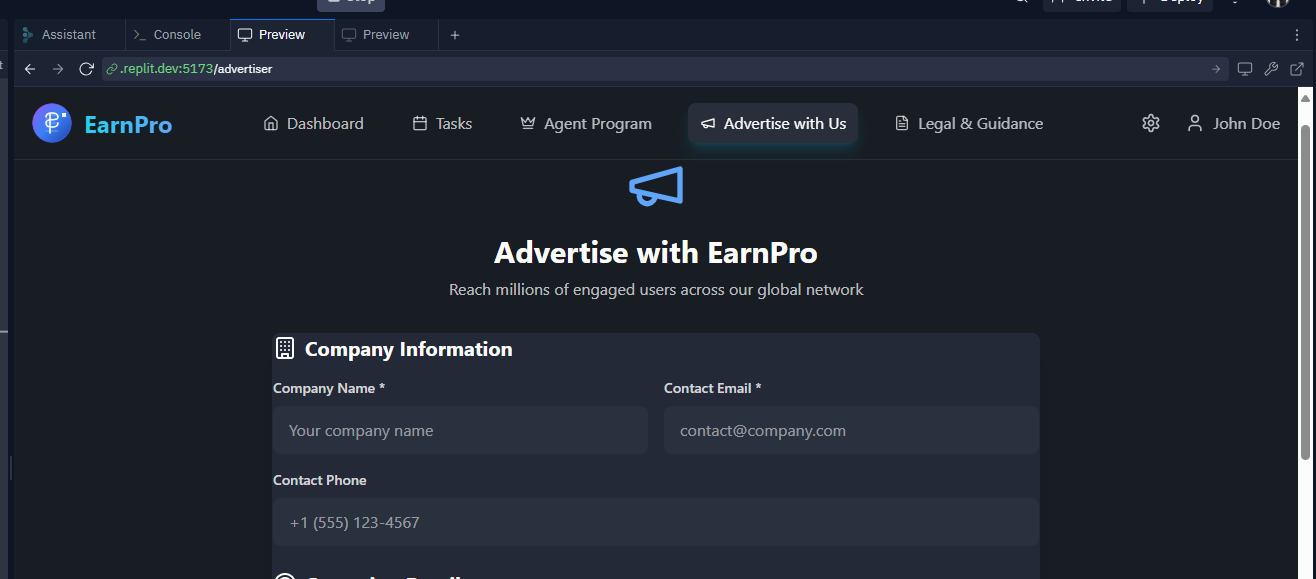 Assistant
Console
Preview
Preview
.replit.dev:5173/advertiser
EarnPro
Dashboard
Tasks
Agent Program
Advertise with Us
Legal & Guidance
John Doe
Advertise with EarnPro
Reach millions of engaged users across our global network
Company Information
Company Name *
Contact Email *
Your company name
contact@company.com
Contact Phone
+1 (555) 123-4567